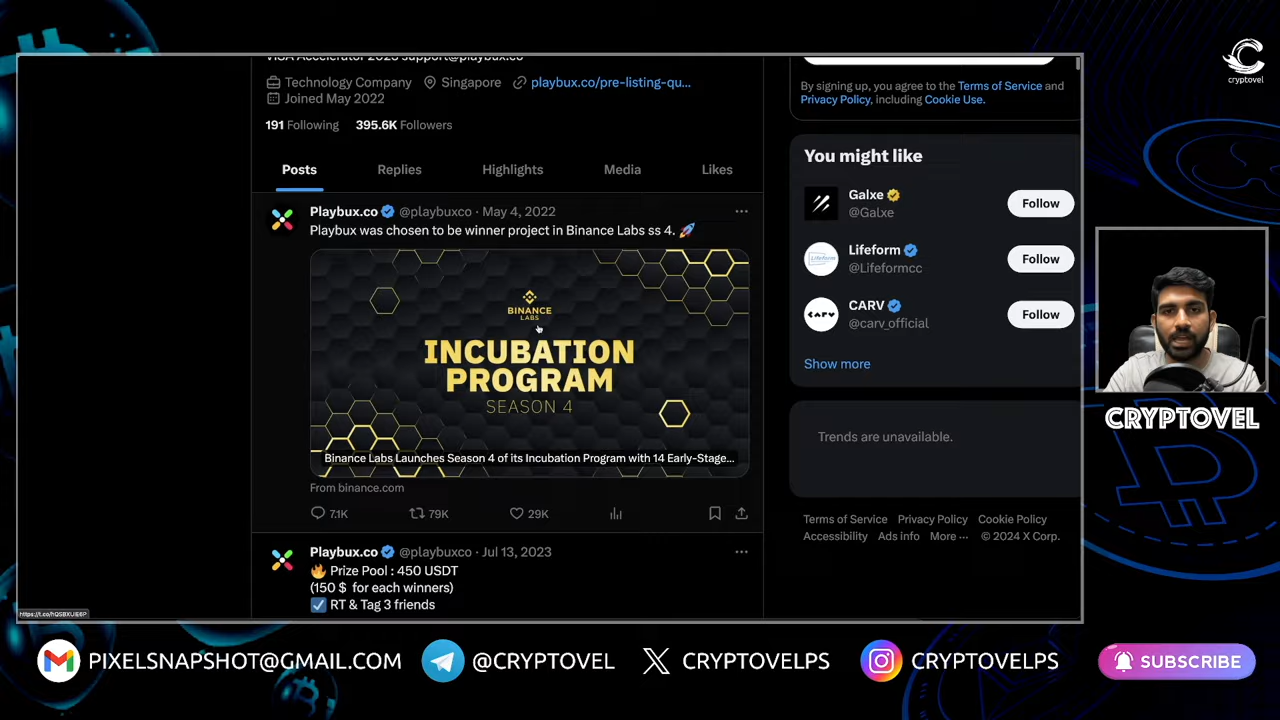 VISA Accelerator 2023 support@playbux.co
Technology Company Singapore playbux.co/pre-listing-qu...
Joined May 2022
191 Following 395.6K Followers
Posts Replies Highlights Media Likes
Playbux.co @playbuxco · May 4, 2022
Playbux was chosen to be winner project in Binance Labs ss 4. 🚀
BINANCE
LABS
INCUBATION
PROGRAM
SEASON 4
Binance Labs Launches Season 4 of its Incubation Program with 14 Early-Stage...
From binance.com
7.1K 79K 29K
Playbux.co @playbuxco · Jul 13, 2023
🔥 Prize Pool : 450 USDT
(150 $ for each winners)
☑️ RT & Tag 3 friends
By signing up, you agree to the Terms of Service and
Privacy Policy, including Cookie Use.
You might like
Galxe
@Galxe
Follow
Lifeform
@Lifeformcc
Follow
CARV
@carv_official
Follow
Show more
Trends are unavailable.
Terms of Service Privacy Policy Cookie Policy
Accessibility Ads info More ··· © 2024 X Corp.
cryptovel
CRYPTOVEL
PIXELSNAPSHOT@GMAIL.COM @CRYPTOVEL CRYPTOVELPS CRYPTOVELPS SUBSCRIBE